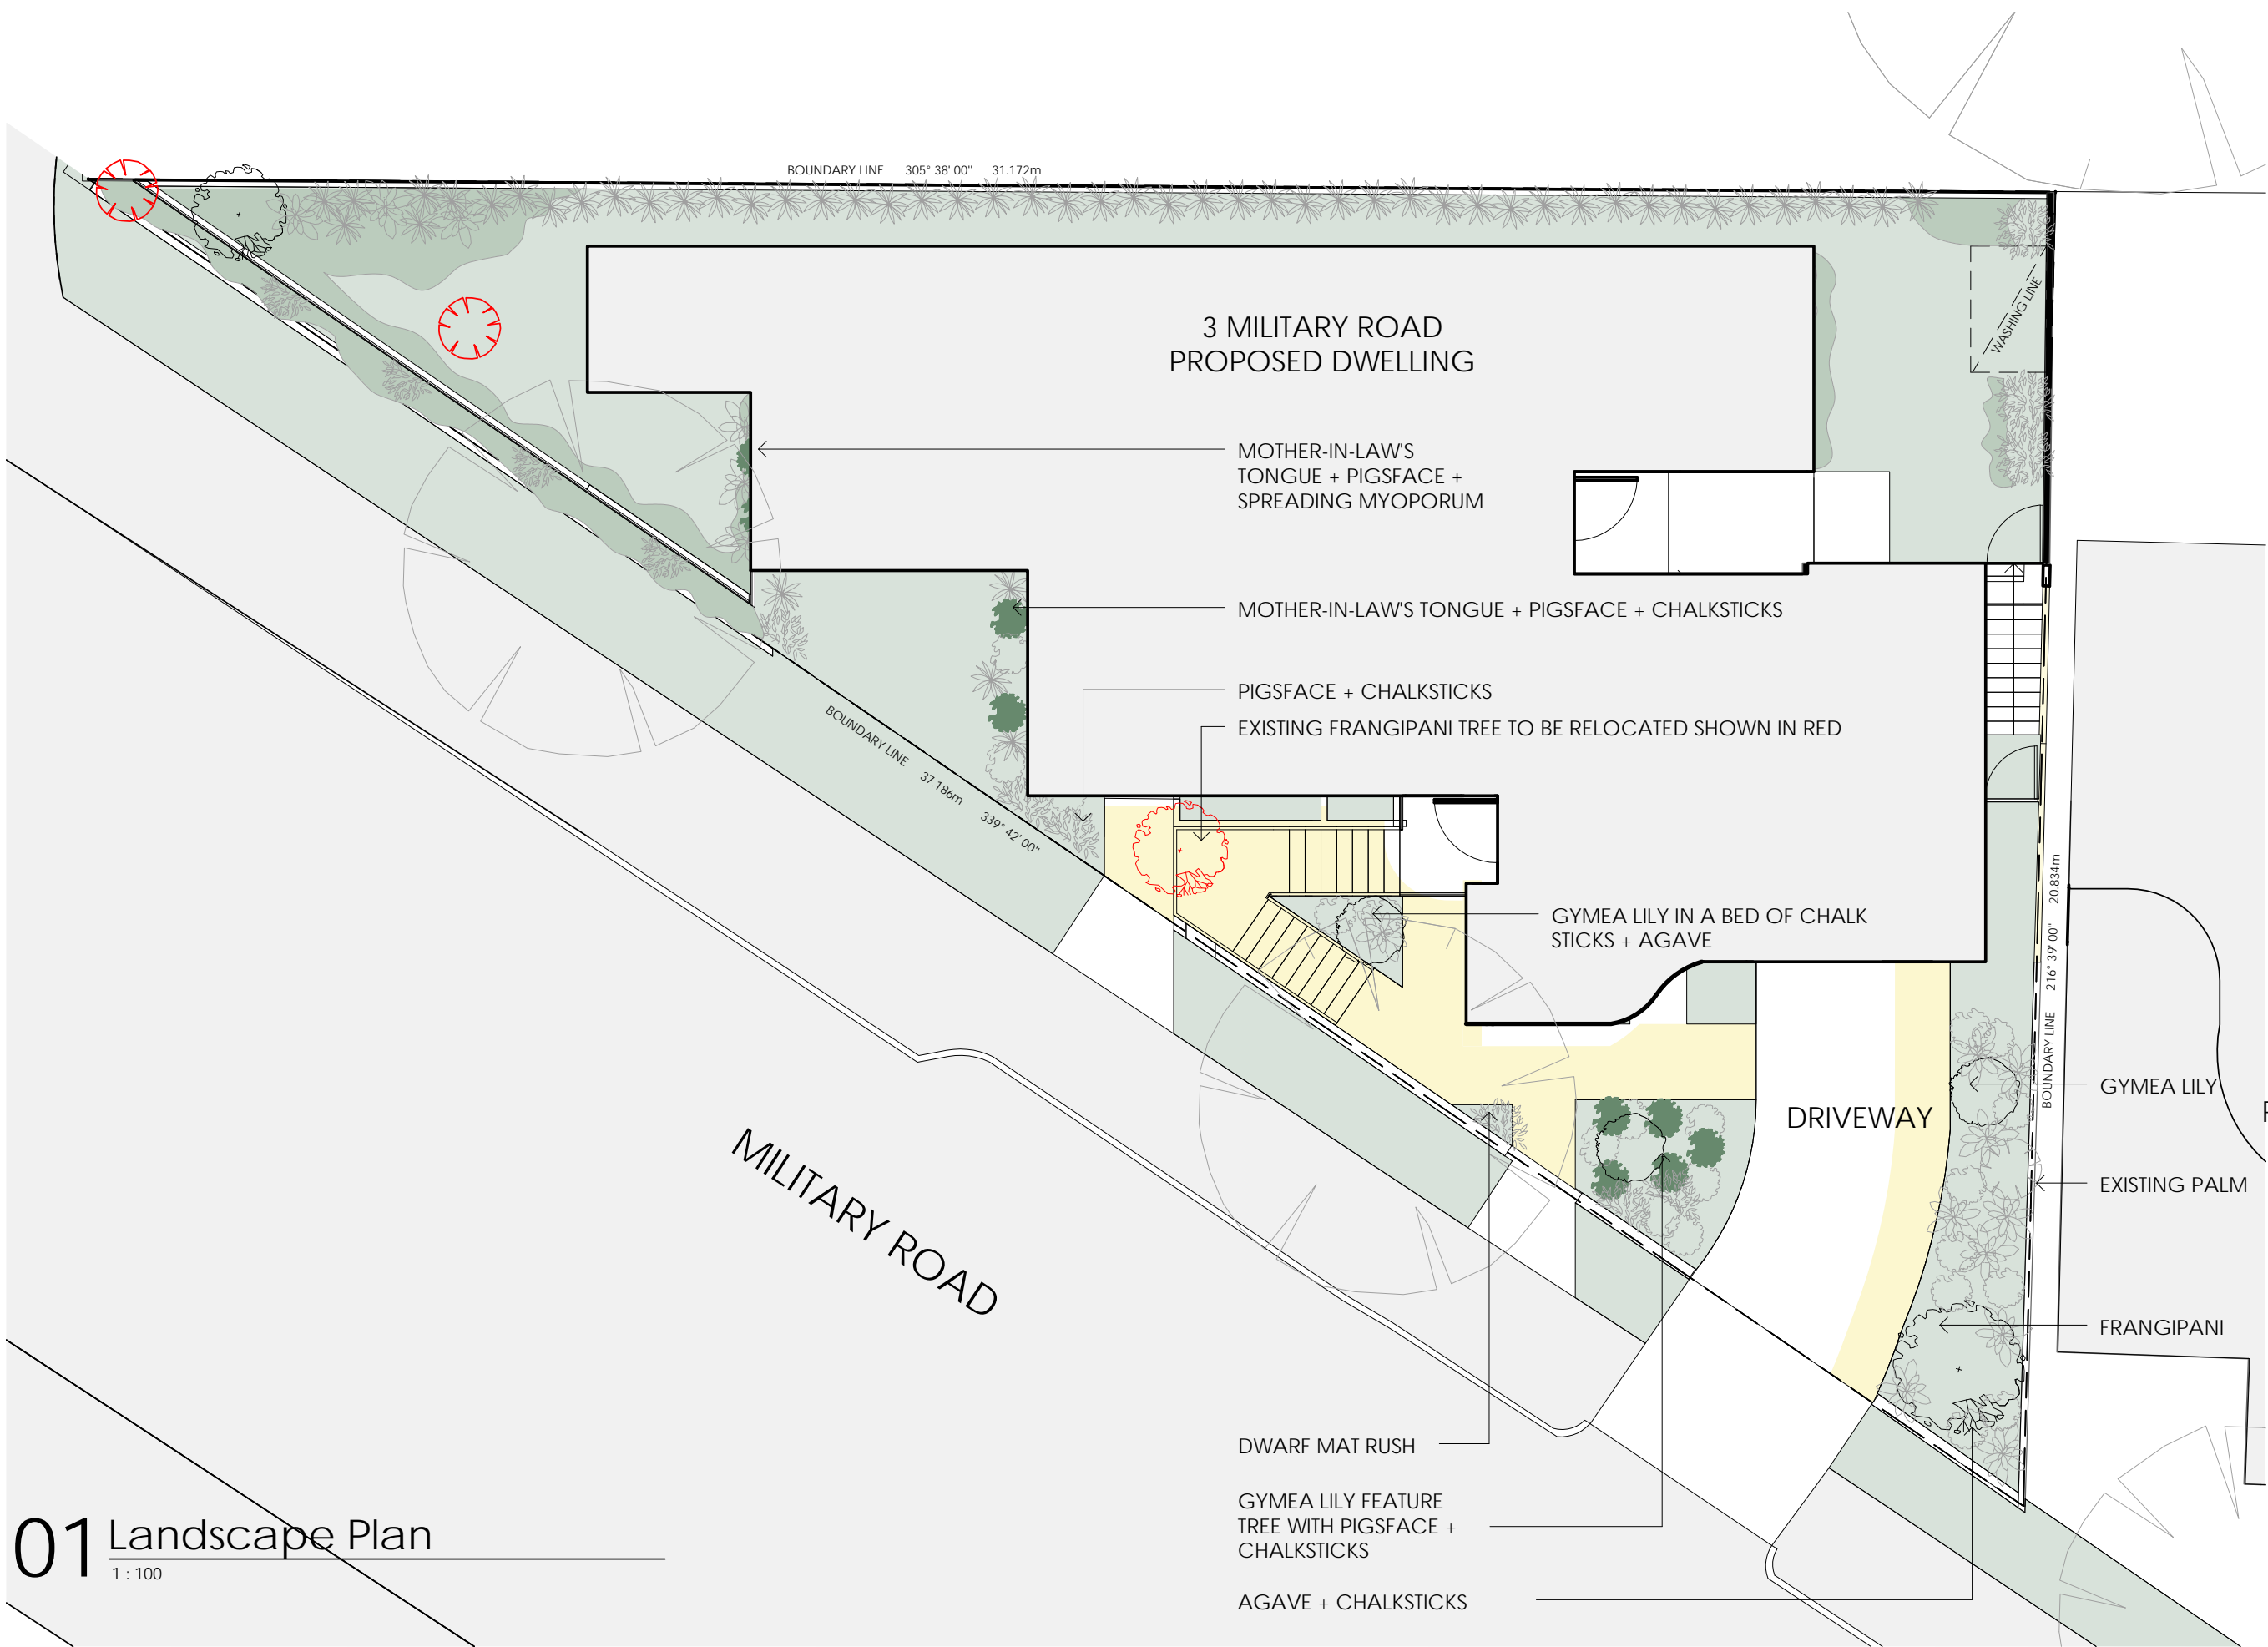 BOUNDARY LINE 305° 38' 00" 31.172m
3 MILITARY ROAD
PROPOSED DWELLING
WASHING LINE
MOTHER-IN-LAW'S
TONGUE + PIGSFACE +
SPREADING MYOPORUM
MOTHER-IN-LAW'S TONGUE + PIGSFACE + CHALKSTICKS
PIGSFACE + CHALKSTICKS
EXISTING FRANGIPANI TREE TO BE RELOCATED SHOWN IN RED
BOUNDARY LINE 37.186m 339° 42' 00"
GYMEA LILY IN A BED OF CHALK
STICKS + AGAVE
BOUNDARY LINE 216° 39' 00" 20.834m
GYMEA LILY
DRIVEWAY
EXISTING PALM
MILITARY ROAD
FRANGIPANI
DWARF MAT RUSH
GYMEA LILY FEATURE
TREE WITH PIGSFACE +
CHALKSTICKS
AGAVE + CHALKSTICKS
01 Landscape Plan
1 : 100